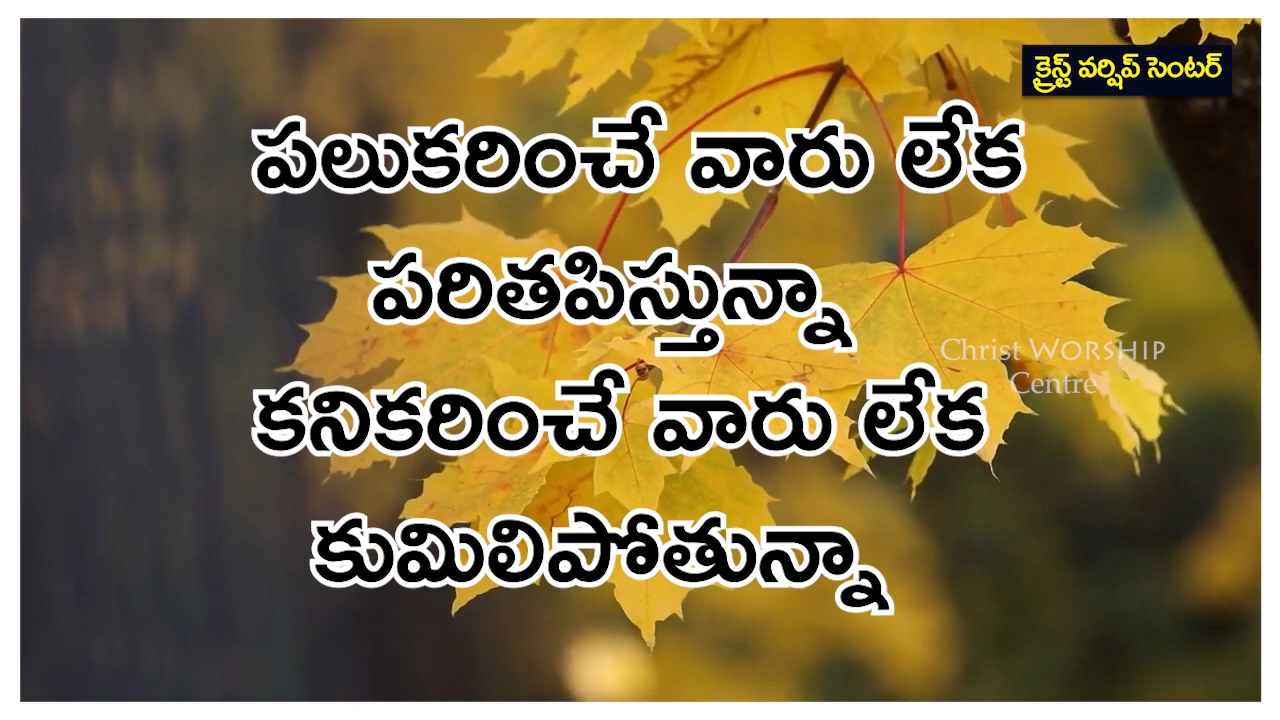 క్రైస్ట్ వర్షిప్ సెంటర్
పలుకరించే వారు లేక
పరితపిస్తున్నా
Christ WORSHIP
Centre
కనికరించే వారు లేక
కుమిలిపోతున్నా